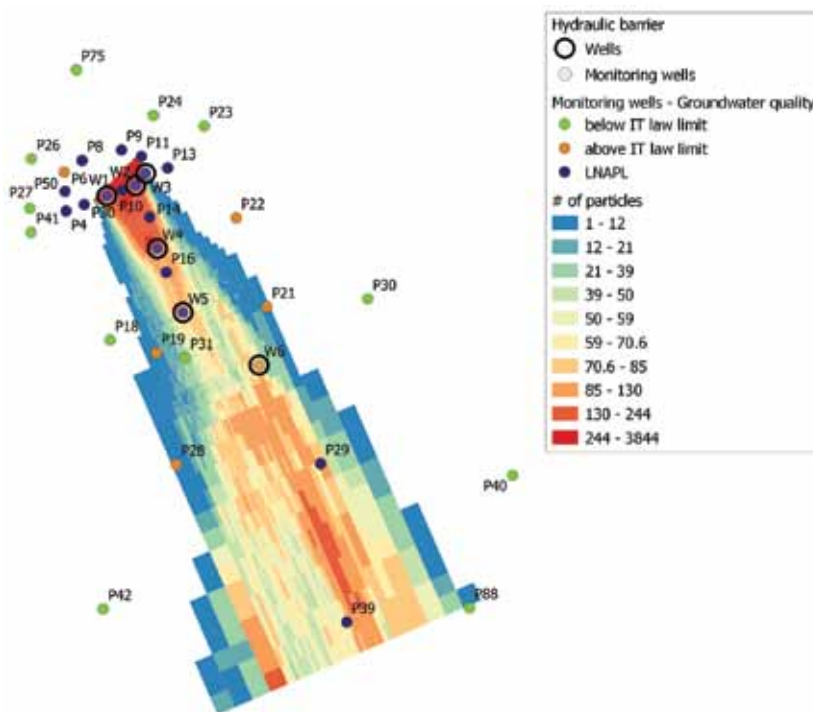 P75
P24
P23
P9
P11
P8
P13
P26
W2
W3
P50
P6
W1
P27
P10
P14
P4
P41
P22
W4
P16
P30
P21
W5
P18
P19
P31
W6
P28
P29
P40
P42
P39
P88
Hydraulic barrier
Wells
Monitoring wells
Monitoring wells - Groundwater quality
below IT law limit
above IT law limit
LNAPL
# of particles
1 - 12
12 - 21
21 - 39
39 - 50
50 - 59
59 - 70.6
70.6 - 85
85 - 130
130 - 244
244 - 3844